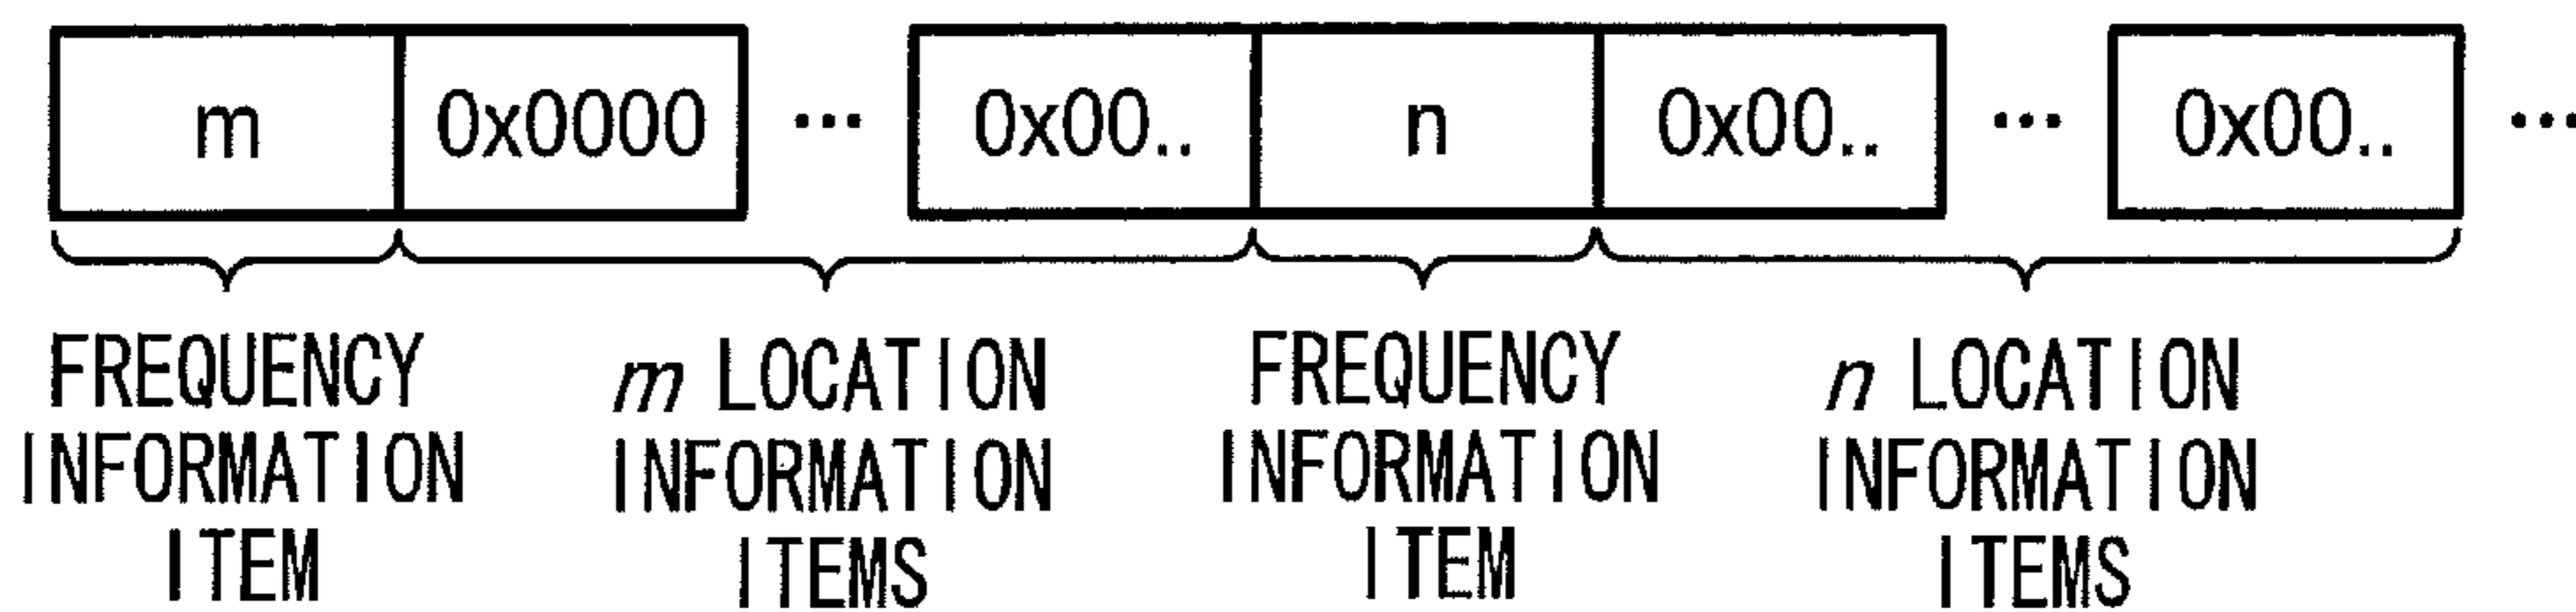 m 0x0000 ... 0x00.. n 0x00.. ... 0x00.. ...
FREQUENCY
INFORMATION
ITEM
m LOCATION
INFORMATION
ITEMS
FREQUENCY
INFORMATION
ITEM
n LOCATION
INFORMATION
ITEMS